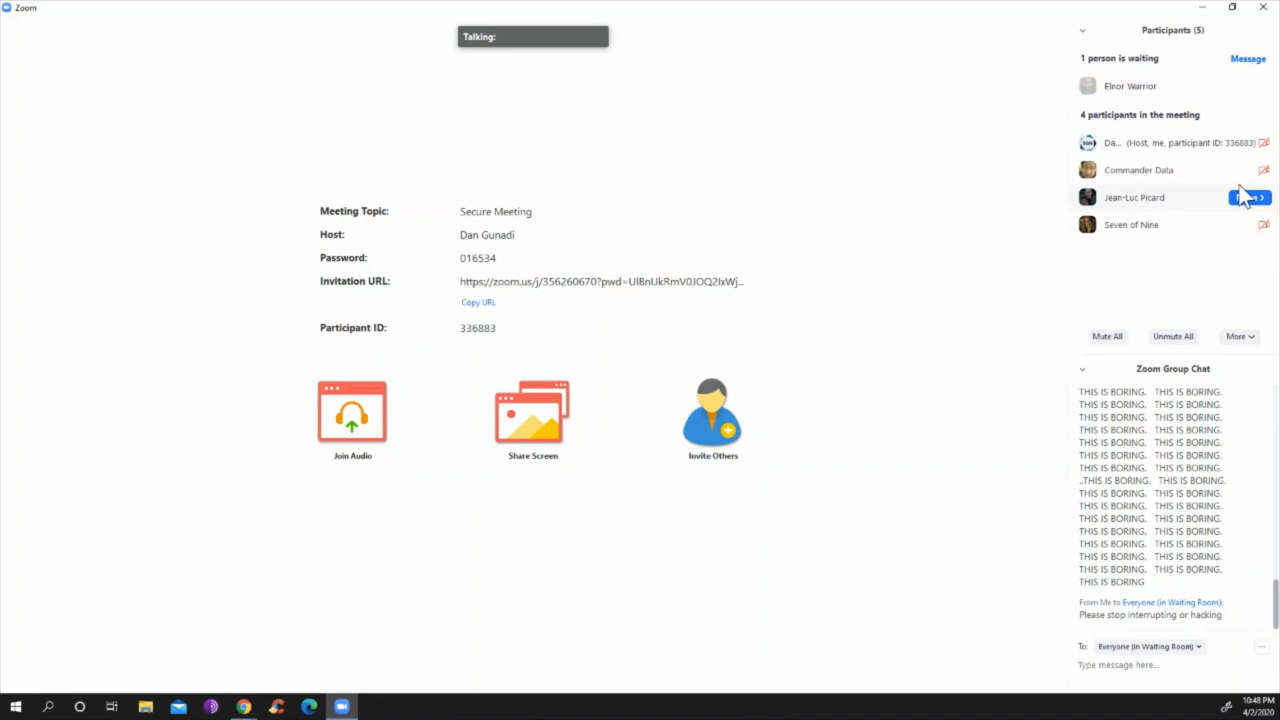 Zoom
Talking:
Meeting Topic: Secure Meeting
Host: Dan Gunadi
Password: 016534
Invitation URL: https://zoom.us/j/356260670?pwd=UlBnUkRmV0JOQ2IxWj...
Copy URL
Participant ID: 336883
Join Audio
Share Screen
Invite Others
Participants (5)
1 person is waiting Message
Elnor Warrior
4 participants in the meeting
SGM
Da... (Host, me, participant ID: 336883)
Commander Data
Jean-Luc Picard
Seven of Nine
Mute All Unmute All More
Zoom Group Chat
THIS IS BORING. THIS IS BORING.
THIS IS BORING. THIS IS BORING.
THIS IS BORING. THIS IS BORING.
THIS IS BORING. THIS IS BORING.
THIS IS BORING. THIS IS BORING.
THIS IS BORING. THIS IS BORING.
THIS IS BORING. THIS IS BORING.
..THIS IS BORING. THIS IS BORING.
THIS IS BORING. THIS IS BORING.
THIS IS BORING. THIS IS BORING.
THIS IS BORING. THIS IS BORING.
THIS IS BORING. THIS IS BORING.
THIS IS BORING. THIS IS BORING.
THIS IS BORING. THIS IS BORING.
THIS IS BORING. THIS IS BORING.
THIS IS BORING
From Me to Everyone (in Waiting Room):
Please stop interrupting or hacking
To: Everyone (in Waiting Room)
Type message here...
10:48 PM
4/2/2020